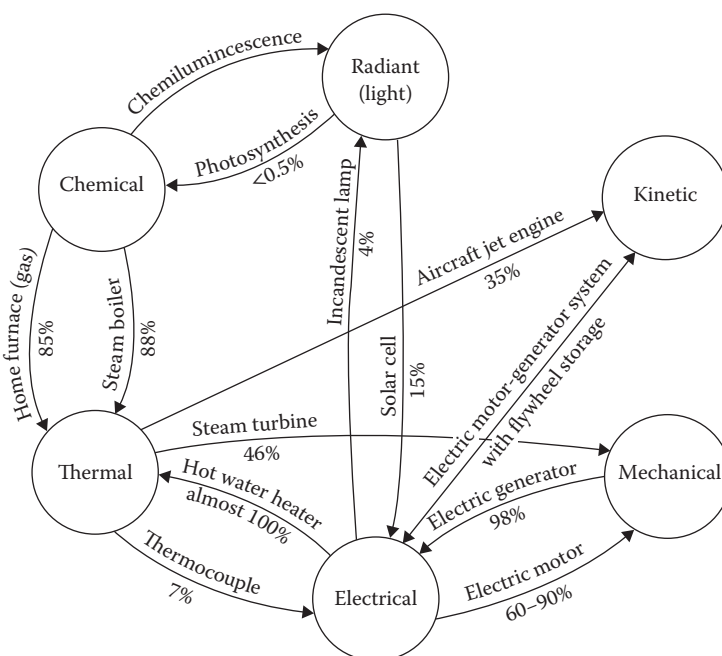 Chemiluminescence
Radiant
(light)
Photosynthesis
<0.5%
Chemical
Kinetic
Incandescent lamp
4%
Aircraft jet engine
35%
Home furnace (gas)
85%
Steam boiler
88%
Solar cell
15%
Electric motor-generator system
with flywheel storage
Steam turbine
46%
Thermal
Mechanical
Hot water heater
almost 100%
Electric generator
98%
Thermocouple
7%
Electrical
Electric motor
60–90%